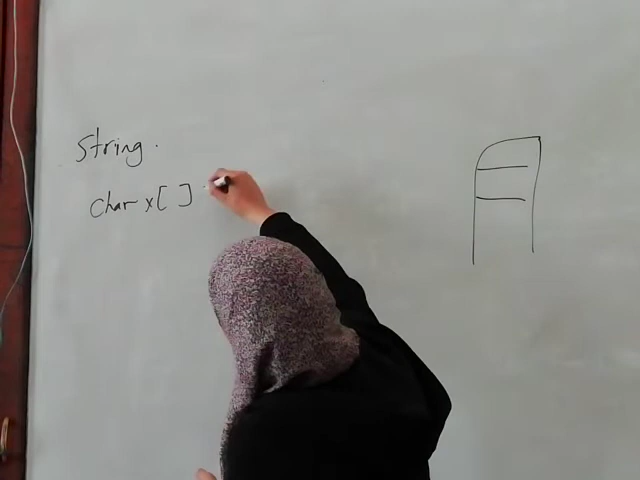 String.
char x[ ]